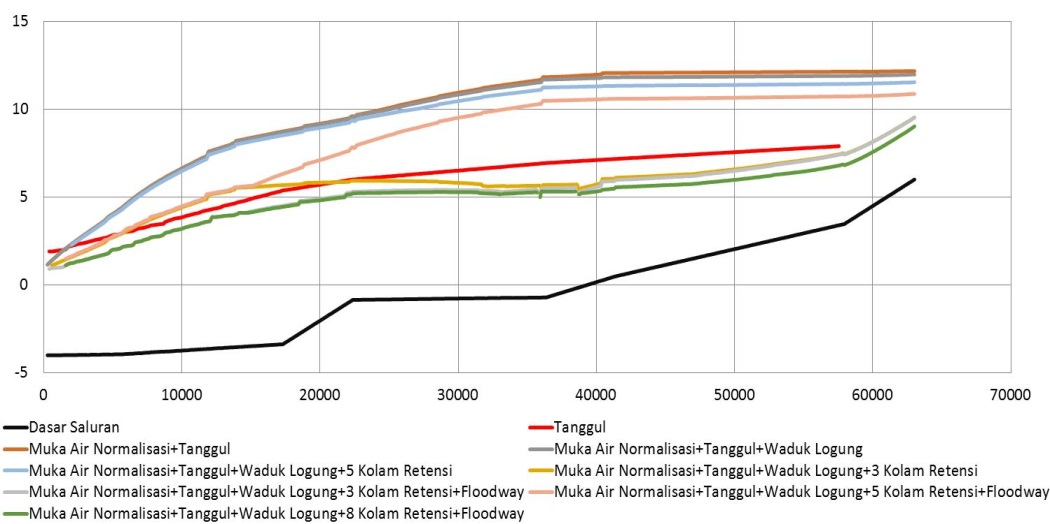 15
10
5
0
-5
0 10000 20000 30000 40000 50000 60000 70000
Dasar Saluran Tanggul
Muka Air Normalisasi+Tanggul Muka Air Normalisasi+Tanggul+Waduk Logung
Muka Air Normalisasi+Tanggul+Waduk Logung+5 Kolam Retensi Muka Air Normalisasi+Tanggul+Waduk Logung+3 Kolam Retensi
Muka Air Normalisasi+Tanggul+Waduk Logung+3 Kolam Retensi+Floodway Muka Air Normalisasi+Tanggul+Waduk Logung+5 Kolam Retensi+Floodway
Muka Air Normalisasi+Tanggul+Waduk Logung+8 Kolam Retensi+Floodway